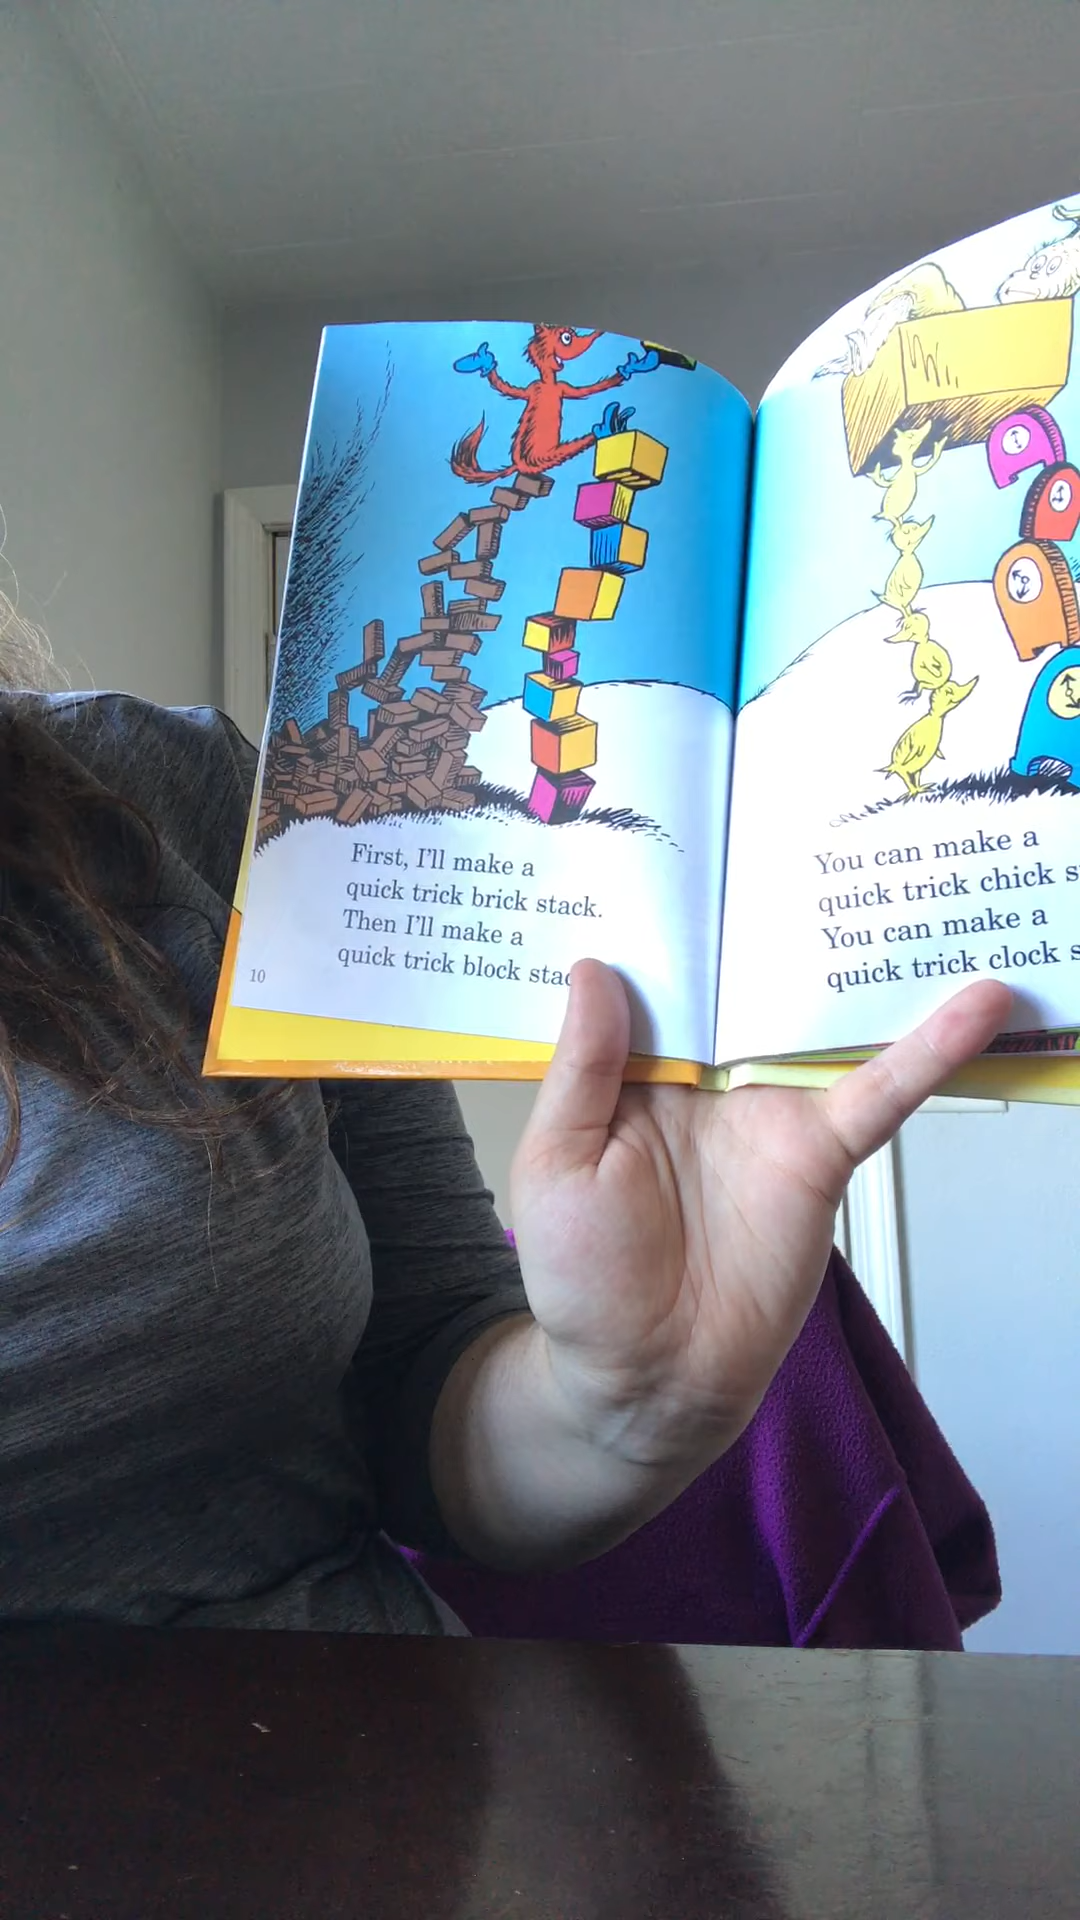 First, I'll make a
quick trick brick stack.
Then I'll make a
quick trick block
10
You can make a
quick trick chick
You can make a
quick trick clock